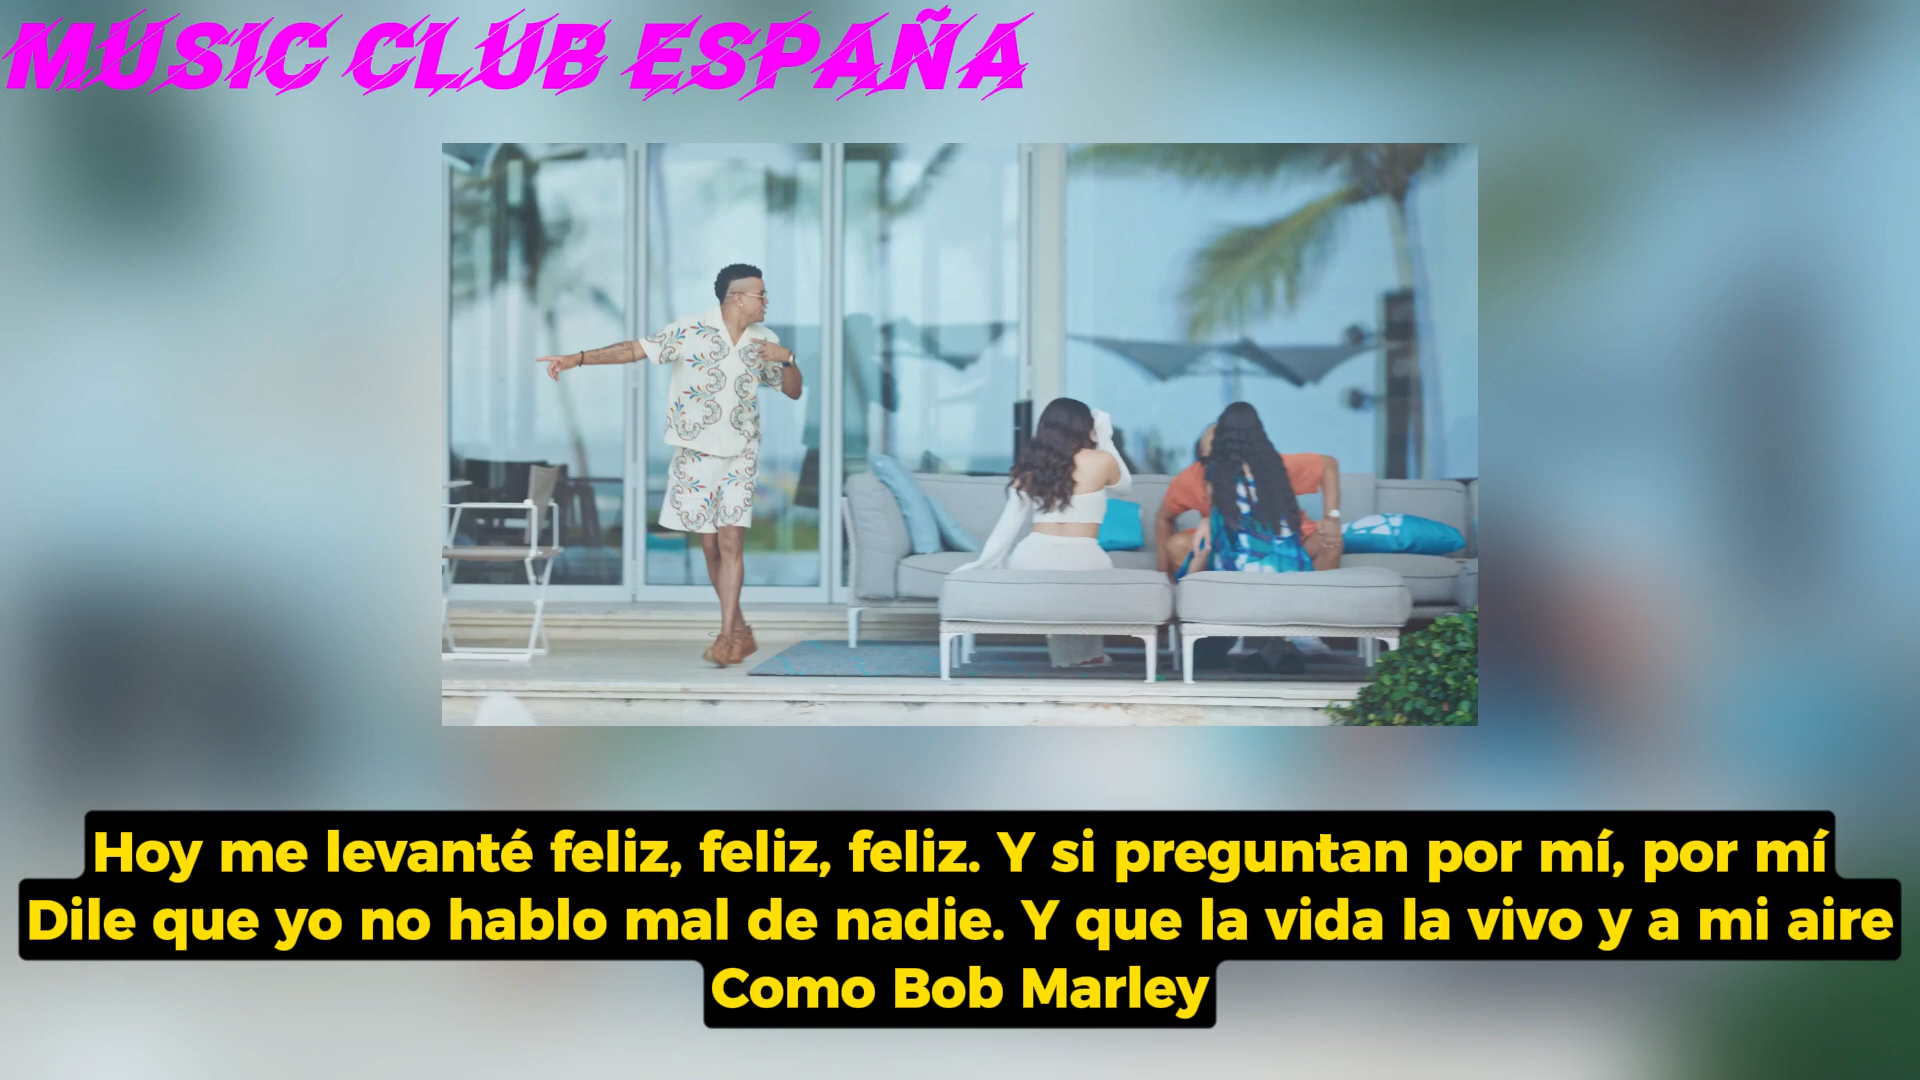 MUSIC CLUB ESPAÑA
Hoy me levanté feliz, feliz, feliz. Y si preguntan por mí, por mí
Dile que yo no hablo mal de nadie. Y que la vida la vivo y a mi aire
Como Bob Marley